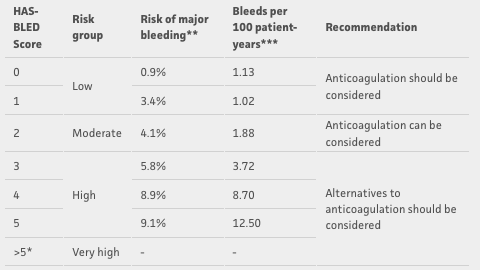 HAS-BLED Score | Risk group | Risk of major bleeding** | Bleeds per 100 patient-years*** | Recommendation
0 | Low | 0.9% | 1.13 | Anticoagulation should be considered
1 | 3.4% | 1.02
2 | Moderate | 4.1% | 1.88 | Anticoagulation can be considered
3 | High | 5.8% | 3.72 | Alternatives to anticoagulation should be considered
4 | 8.9% | 8.70
5 | 9.1% | 12.50
>5* | Very high | - | -